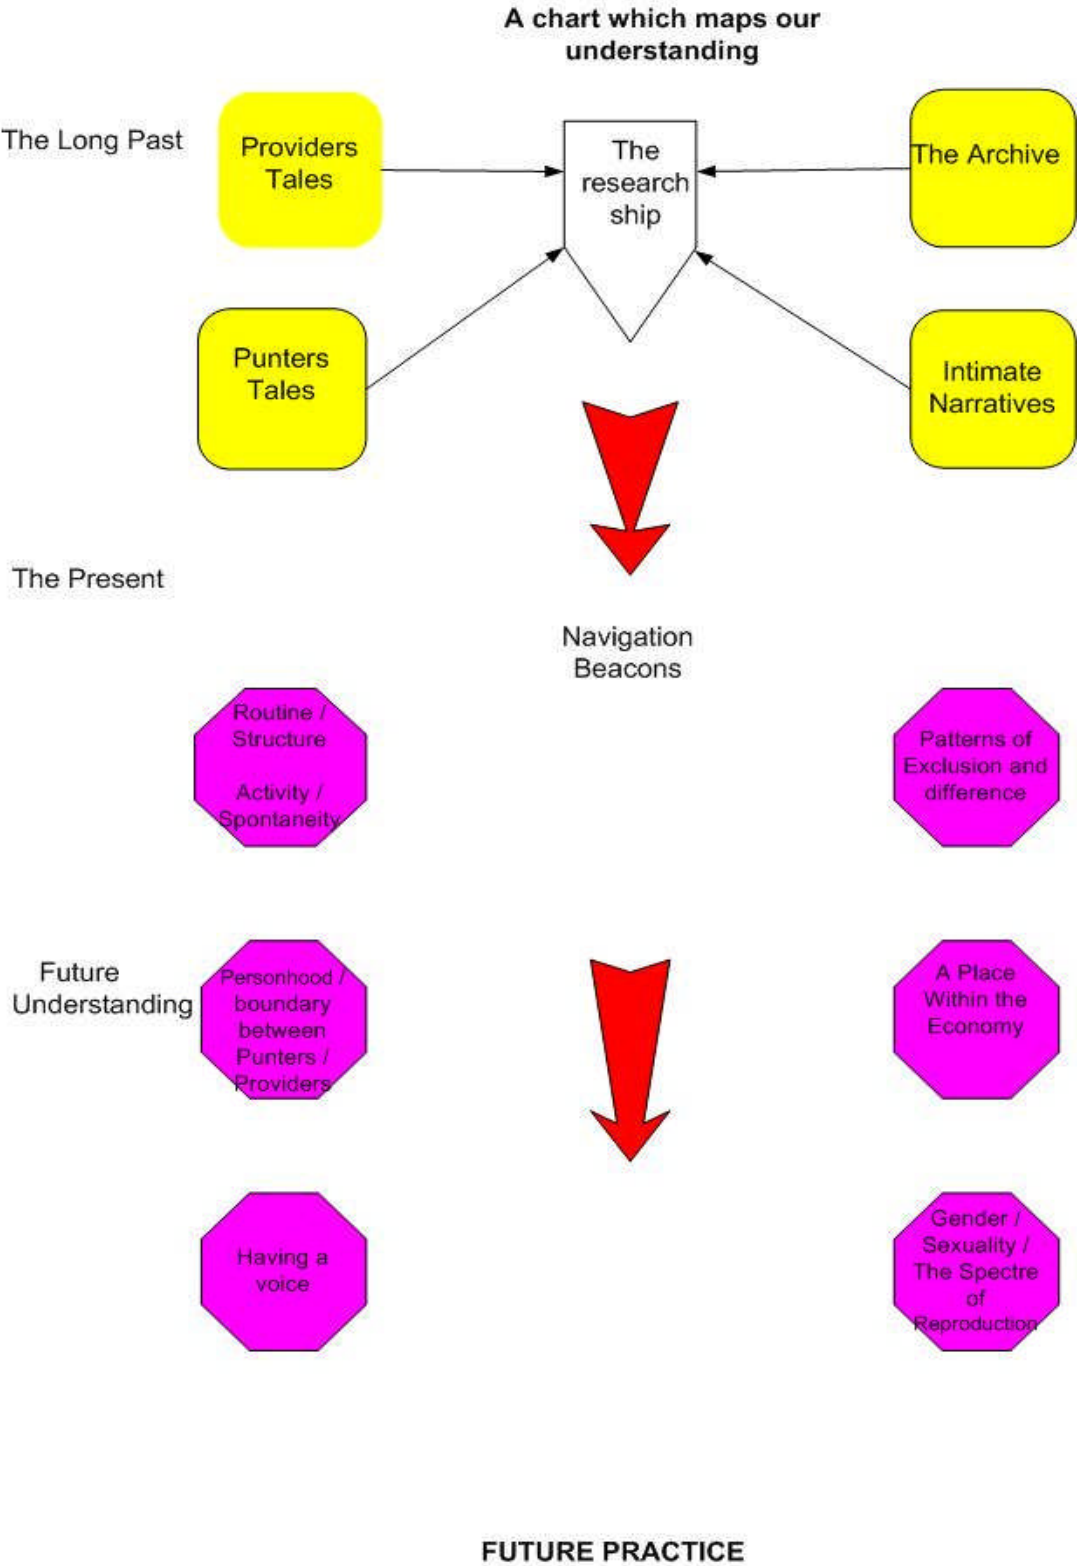 A chart which maps our
understanding
The Long Past
Providers
Tales
The
research
ship
The Archive
Punters
Tales
Intimate
Narratives
The Present
Navigation
Beacons
Routine /
Structure
Activity /
Spontaneity
Patterns of
Exclusion and
difference
Future
Understanding
Personhood /
boundary
between
Punters /
Providers
A Place
Within the
Economy
Having a
voice
Gender /
Sexuality /
The Spectre
of
Reproduction
FUTURE PRACTICE